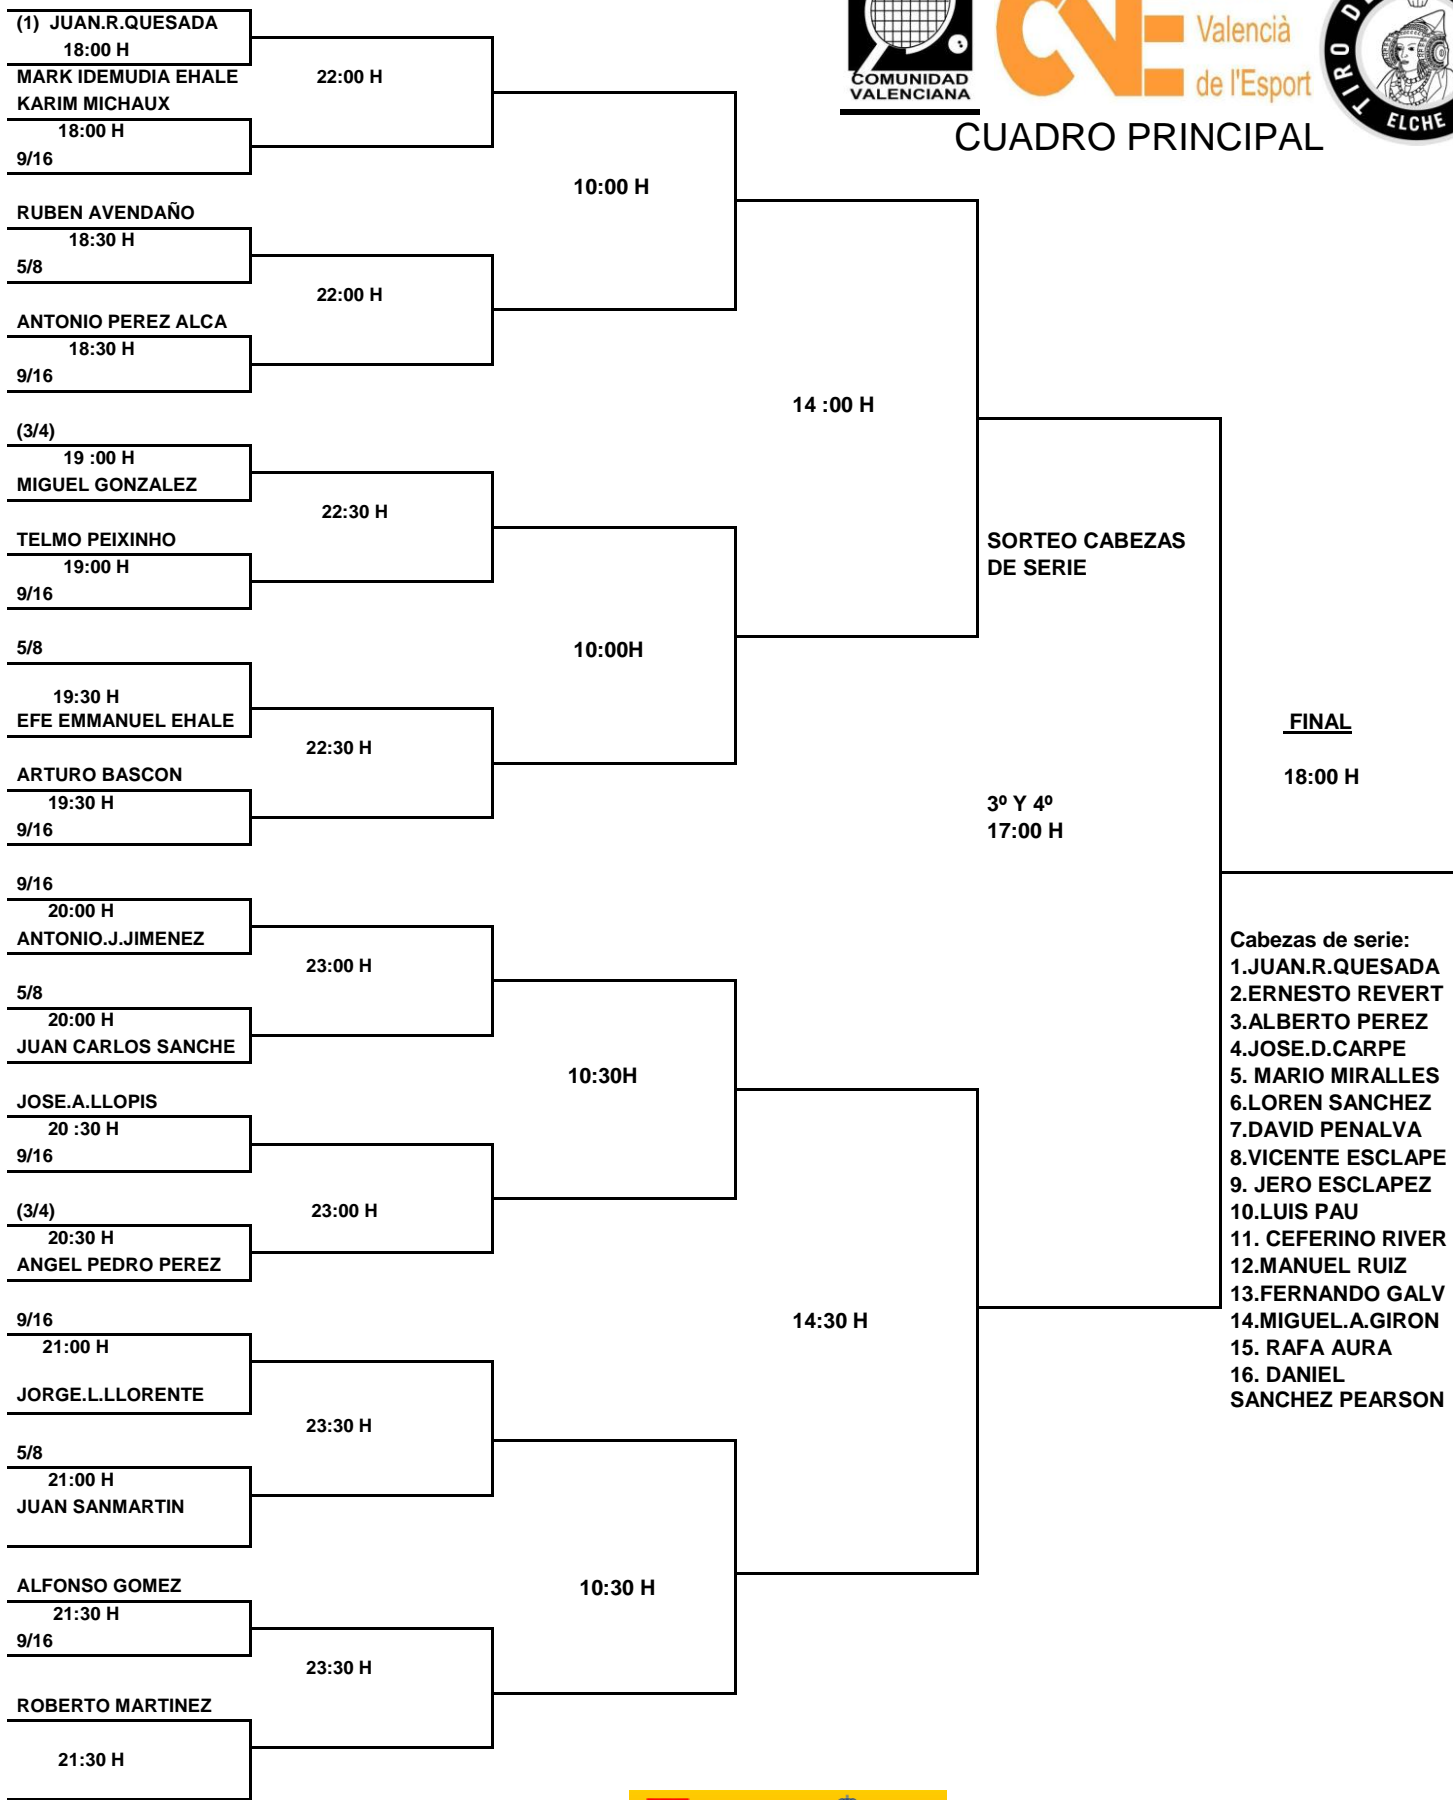 (1) JUAN.R.QUESADA
18:00 H
MARK IDEMUDIA EHALE
KARIM MICHAUX
18:00 H
9/16
RUBEN AVENDAÑO
18:30 H
5/8
ANTONIO PEREZ ALCA
18:30 H
9/16
(3/4)
19 :00 H
MIGUEL GONZALEZ
TELMO PEIXINHO
19:00 H
9/16
5/8
19:30 H
EFE EMMANUEL EHALE
ARTURO BASCON
19:30 H
9/16
9/16
20:00 H
ANTONIO.J.JIMENEZ
5/8
20:00 H
JUAN CARLOS SANCHE
JOSE.A.LLOPIS
20 :30 H
9/16
(3/4)
20:30 H
ANGEL PEDRO PEREZ
9/16
21:00 H
JORGE.L.LLORENTE
5/8
21:00 H
JUAN SANMARTIN
ALFONSO GOMEZ
21:30 H
9/16
ROBERTO MARTINEZ
21:30 H
22:00 H
22:00 H
22:30 H
22:30 H
23:00 H
23:00 H
23:30 H
23:30 H
10:00 H
10:00H
10:30H
10:30 H
14 :00 H
14:30 H
COMUNIDAD
VALENCIANA
Valencià
de l'Esport
TIRO DE
ELCHE
CUADRO PRINCIPAL
SORTEO CABEZAS
DE SERIE
3º Y 4º
17:00 H
FINAL
18:00 H
Cabezas de serie:
1.JUAN.R.QUESADA
2.ERNESTO REVERT
3.ALBERTO PEREZ
4.JOSE.D.CARPE
5. MARIO MIRALLES
6.LOREN SANCHEZ
7.DAVID PENALVA
8.VICENTE ESCLAPE
9. JERO ESCLAPEZ
10.LUIS PAU
11. CEFERINO RIVER
12.MANUEL RUIZ
13.FERNANDO GALV
14.MIGUEL.A.GIRON
15. RAFA AURA
16. DANIEL
SANCHEZ PEARSON